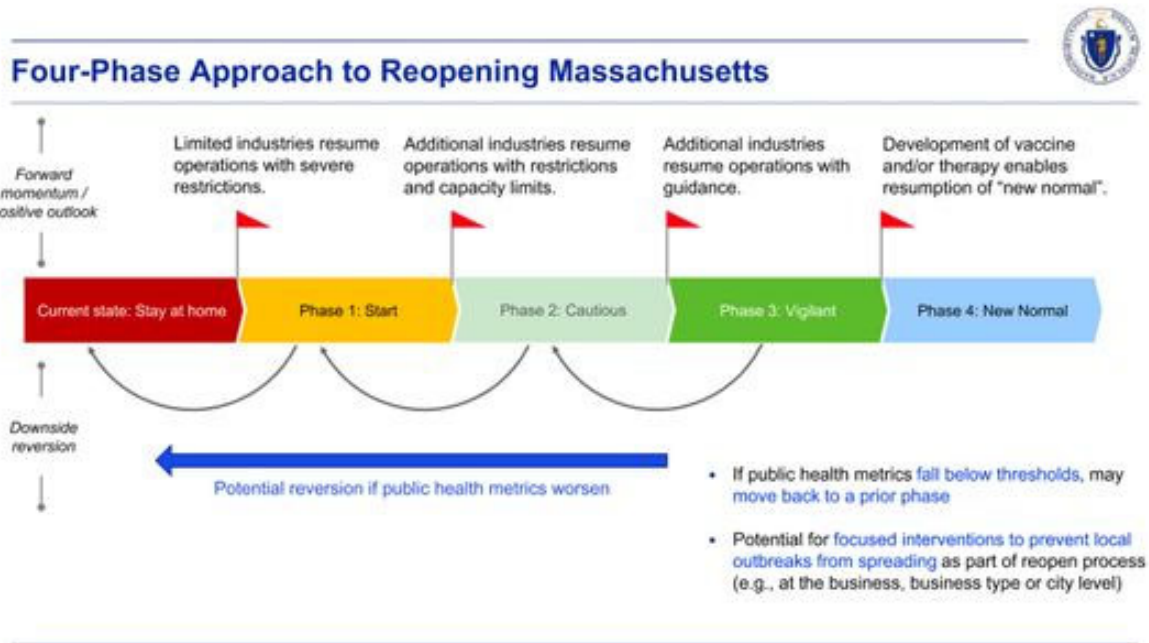 Four-Phase Approach to Reopening Massachusetts
Forward
momentum /
ositive outlook
Limited industries resume
operations with severe
restrictions.
Additional industries resume
operations with restrictions
and capacity limits.
Additional industries
resume operations with
guidance.
Development of vaccine
and/or therapy enables
resumption of “new normal”.
Current state: Stay at home
Phase 1: Start
Phase 2: Cautious
Phase 3: Vigilant
Phase 4: New Normal
Downside
reversion
Potential reversion if public health metrics worsen
• If public health metrics fall below thresholds, may
move back to a prior phase
• Potential for focused interventions to prevent local
outbreaks from spreading as part of reopen process
(e.g., at the business, business type or city level)